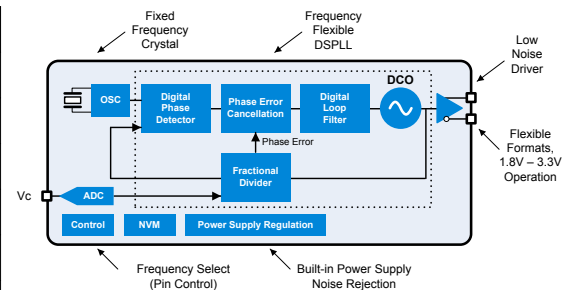 Fixed
Frequency
Crystal
Frequency
Flexible
DSPLL
Low
Noise
Driver
OSC
Digital
Phase
Detector
Phase Error
Cancellation
Digital
Loop
Filter
DCO
Phase Error
Fractional
Divider
Flexible
Formats,
1.8V – 3.3V
Operation
Vc
ADC
Control
NVM
Power Supply Regulation
Frequency Select
(Pin Control)
Built-in Power Supply
Noise Rejection